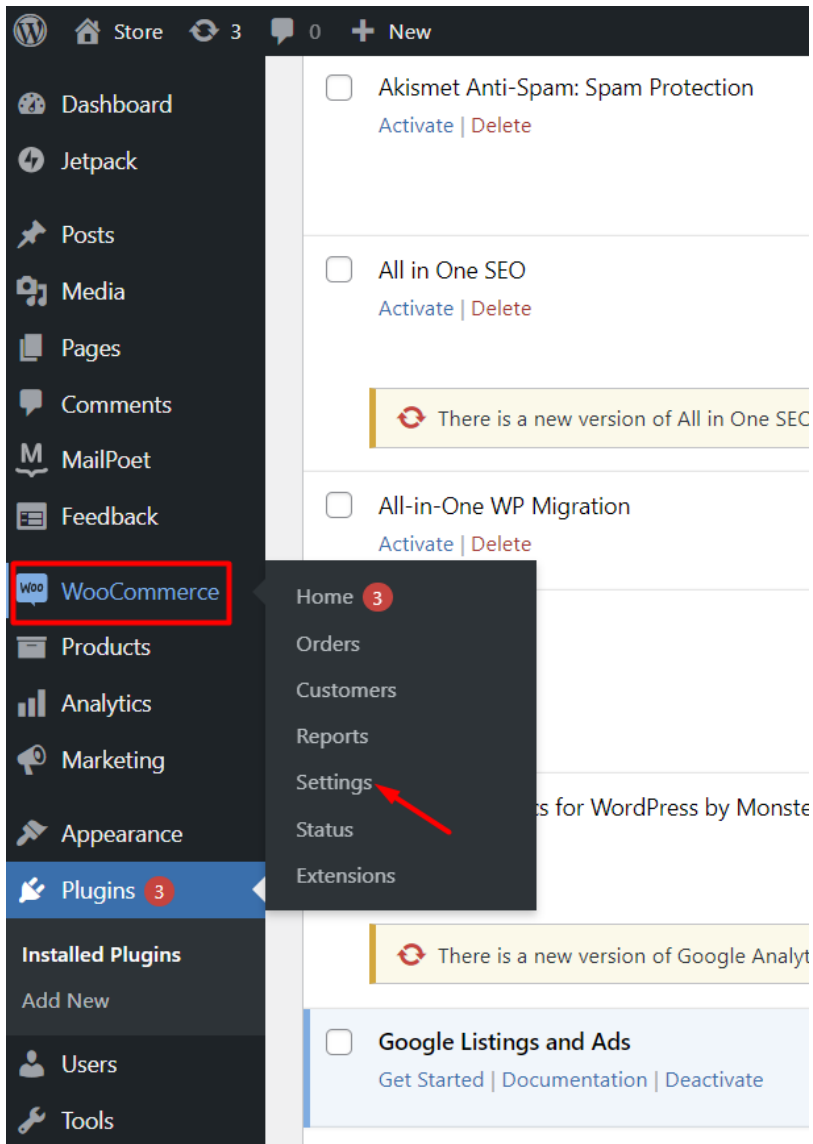 Store 3 0 + New
Dashboard
Jetpack
Posts
Media
Pages
Comments
MailPoet
Feedback
Woo WooCommerce
Products
Analytics
Marketing
Appearance
Plugins 3
Installed Plugins
Add New
Users
Tools
Home 3
Orders
Customers
Reports
Settings
Status
Extensions
Akismet Anti-Spam: Spam Protection
Activate | Delete
All in One SEO
Activate | Delete
There is a new version of All in One SEO
All-in-One WP Migration
Activate | Delete
cs for WordPress by Monste
There is a new version of Google Analyt
Google Listings and Ads
Get Started | Documentation | Deactivate